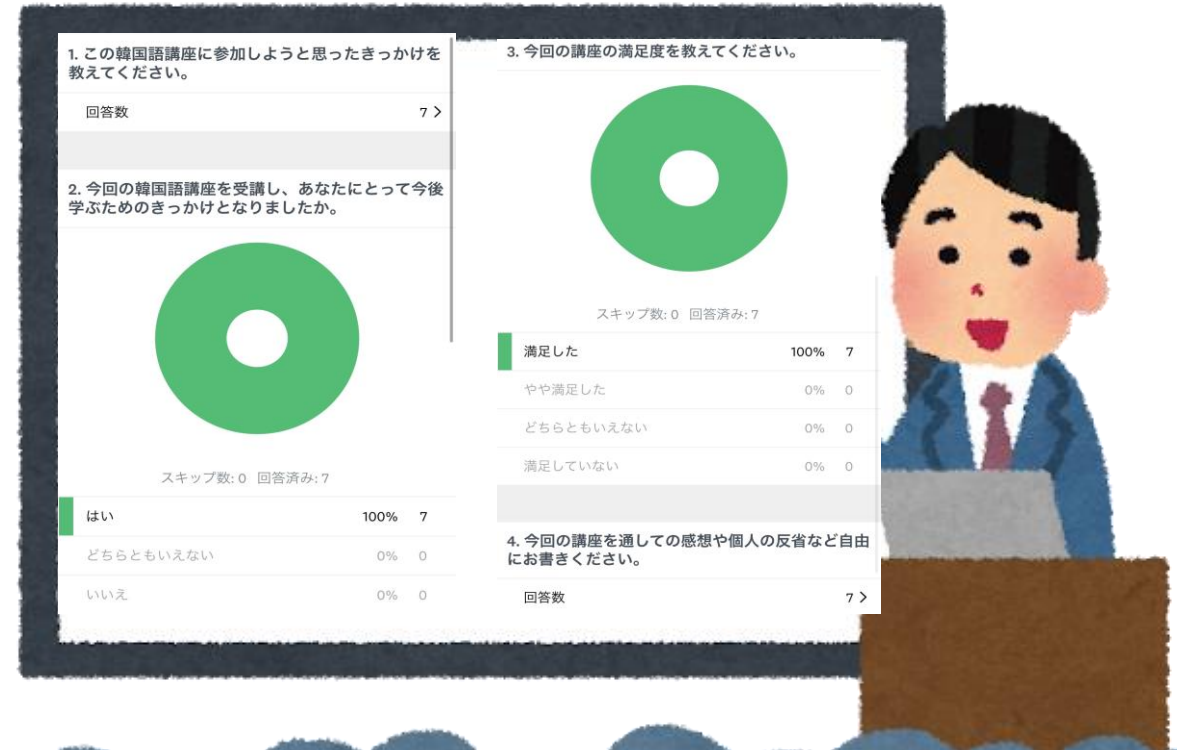 1. この韓国語講座に参加しようと思ったきっかけを
教えてください。
回答数 7
2. 今回の韓国語講座を受講し、あなたにとって今後
学ぶためのきっかけとなりましたか。
スキップ数: 0 回答済み: 7
はい 100% 7
どちらともいえない 0% 0
いいえ 0% 0
3. 今回の講座の満足度を教えてください。
スキップ数: 0 回答済み: 7
満足した 100% 7
やや満足した 0% 0
どちらともいえない 0% 0
満足していない 0% 0
4. 今回の講座を通しての感想や個人の反省など自由
にお書きください。
回答数 7